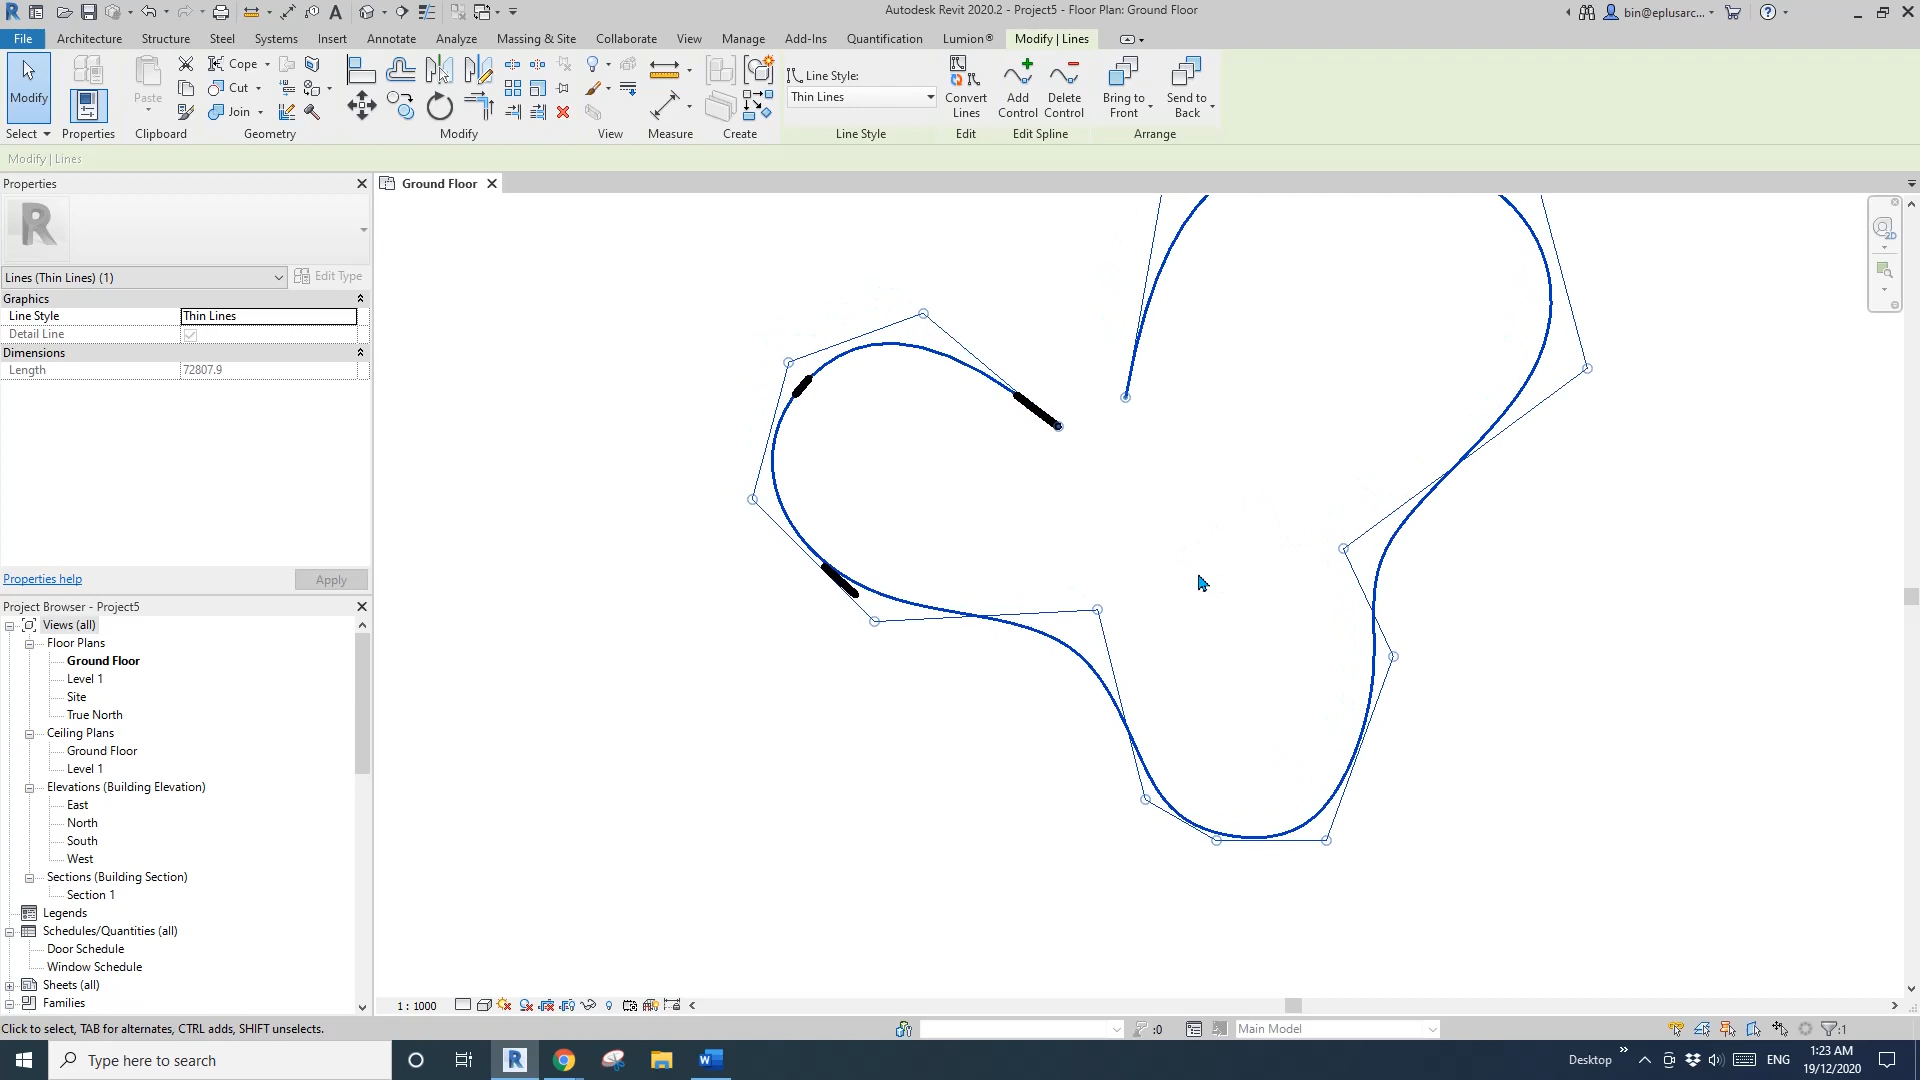 Autodesk Revit 2020.2 - Project5 - Floor Plan: Ground Floor
bin@eplusarc...
File Architecture Structure Steel Systems Insert Annotate Analyze Massing & Site Collaborate View Manage Add-Ins Quantification Lumion® Modify | Lines
Modify
Select
Properties
Paste
Clipboard
Cope
Cut
Join
Geometry
Modify
View
Measure
Create
Line Style:
Thin Lines
Line Style
Convert
Lines
Edit
Add
Control
Delete
Control
Edit Spline
Bring to
Front
Send to
Back
Arrange
Modify | Lines
Properties
Ground Floor
R
Lines (Thin Lines) (1)
Edit Type
Graphics
Line Style Thin Lines
Detail Line
Dimensions
Length 72807.9
Properties help
Apply
Project Browser - Project5
Views (all)
Floor Plans
Ground Floor
Level 1
Site
True North
Ceiling Plans
Ground Floor
Level 1
Elevations (Building Elevation)
East
North
South
West
Sections (Building Section)
Section 1
Legends
Schedules/Quantities (all)
Door Schedule
Window Schedule
Sheets (all)
Families
2D
1 : 1000
Click to select, TAB for alternates, CTRL adds, SHIFT unselects.
:0
Main Model
:1
Type here to search
Desktop
ENG
1:23 AM
19/12/2020